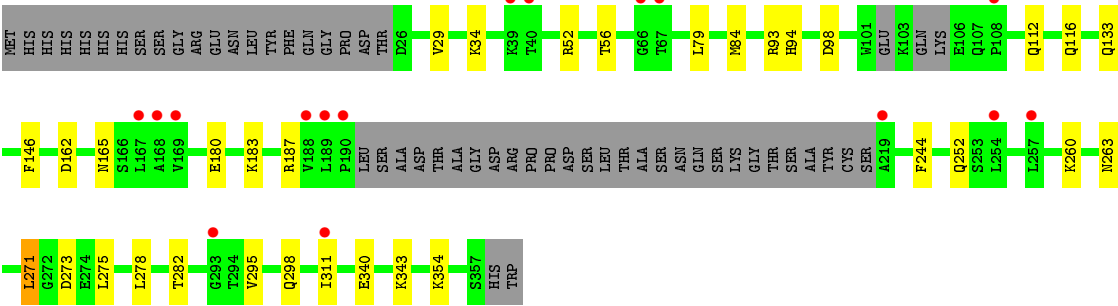 MET HIS HIS HIS HIS HIS HIS SER SER GLY ARG GLU ASN LEU TYR PHE GLN GLY PRO ASP THR D26 V29 K34 K39 T40 R52 T56 G66 T67 L79 M84 R93 H94 D98 W101 GLU K103 GLN LYS E106 Q107 P108 Q112 Q116 Q133
F146 D162 N165 S166 L167 A168 V169 E180 K183 R187 V188 L189 P190 LEU SER ALA ASP THR ALA GLY ASP ARG PRO PRO ASP SER LEU THR ALA SER ASN GLN SER LYS GLY THR SER ALA TYR CYS SER A219 F244 Q252 S253 L254 L257 K260 N263
L271 G272 D273 E274 L275 L278 T282 G293 T294 V295 Q298 I311 E340 K343 K354 S357 HIS TRP